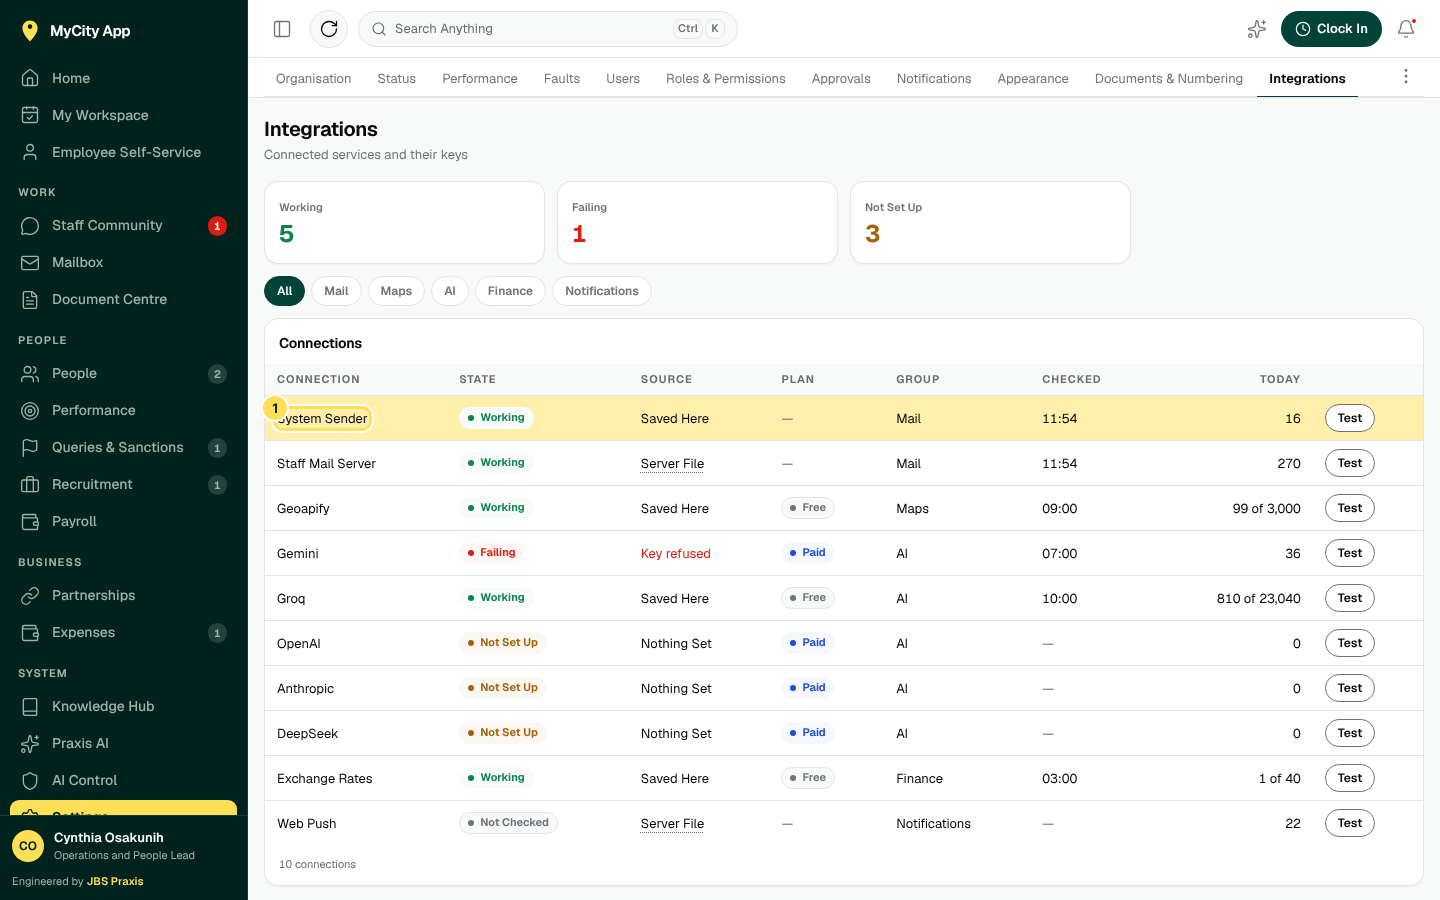 MyCity App
Home
My Workspace
Employee Self-Service
WORK
Staff Community 1
Mailbox
Document Centre
PEOPLE
People 2
Performance
Queries & Sanctions 1
Recruitment 1
Payroll
BUSINESS
Partnerships
Expenses 1
SYSTEM
Knowledge Hub
Praxis AI
AI Control
Settings
CO Cynthia Osakunih
Operations and People Lead
Engineered by JBS Praxis
Search Anything Ctrl K
Clock In
Organisation Status Performance Faults Users Roles & Permissions Approvals Notifications Appearance Documents & Numbering Integrations
Integrations
Connected services and their keys
Working Failing Not Set Up
5 1 3
All Mail Maps AI Finance Notifications
Connections
CONNECTION STATE SOURCE PLAN GROUP CHECKED TODAY
1 System Sender Working Saved Here — Mail 11:54 16 Test
Staff Mail Server Working Server File — Mail 11:54 270 Test
Geoapify Working Saved Here Free Maps 09:00 99 of 3,000 Test
Gemini Failing Key refused Paid AI 07:00 36 Test
Groq Working Saved Here Free AI 10:00 810 of 23,040 Test
OpenAI Not Set Up Nothing Set Paid AI — 0 Test
Anthropic Not Set Up Nothing Set Paid AI — 0 Test
DeepSeek Not Set Up Nothing Set Paid AI — 0 Test
Exchange Rates Working Saved Here Free Finance 03:00 1 of 40 Test
Web Push Not Checked Server File — Notifications — 22 Test
10 connections